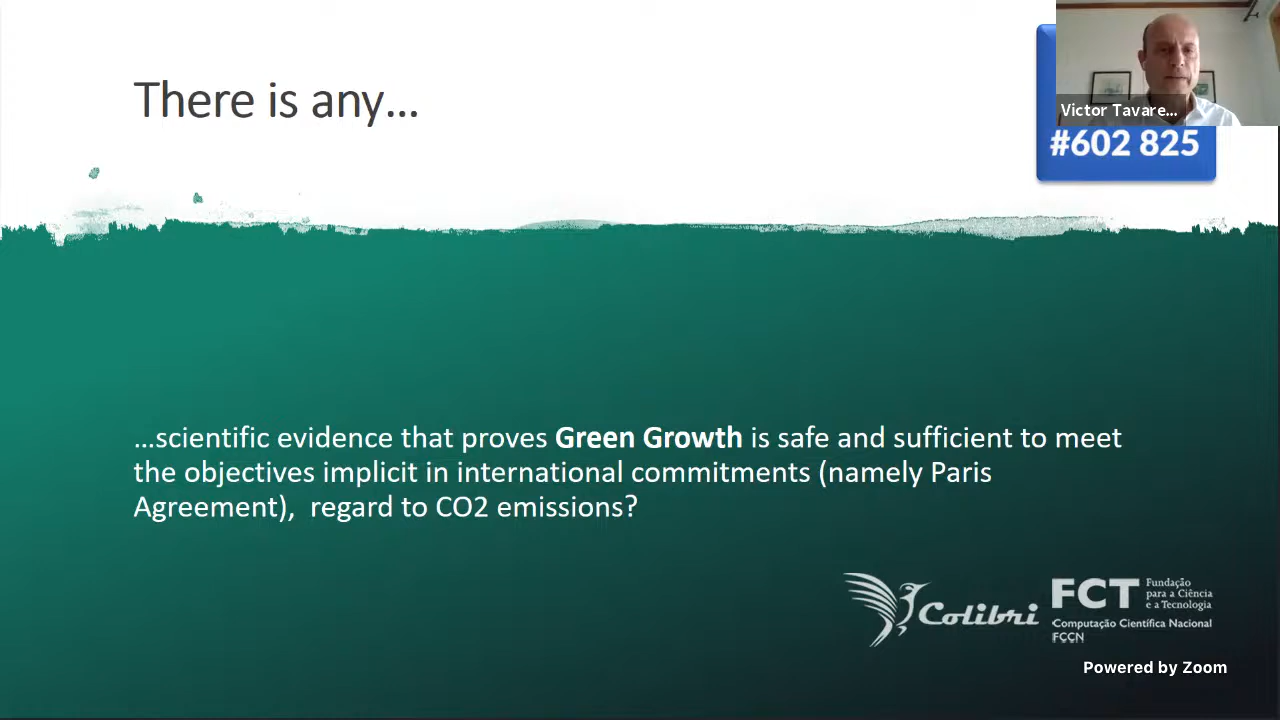 There is any...
Victor Tavare...
#602 825
...scientific evidence that proves Green Growth is safe and sufficient to meet
the objectives implicit in international commitments (namely Paris
Agreement),  regard to CO2 emissions?
Colibri
FCT
Fundação
para a Ciência
e a Tecnologia
Computação Científica Nacional
FCCN
Powered by Zoom